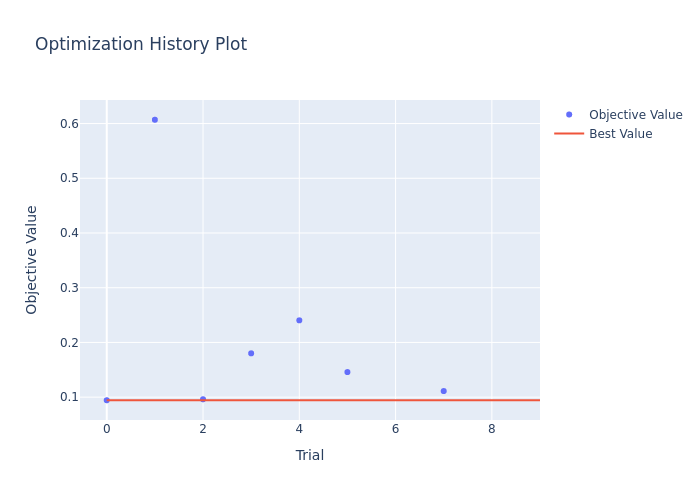 Optimization History Plot
Objective Value
Best Value
0.6
0.5
0.4
0.3
0.2
0.1
Objective Value
0 2 4 6 8
Trial